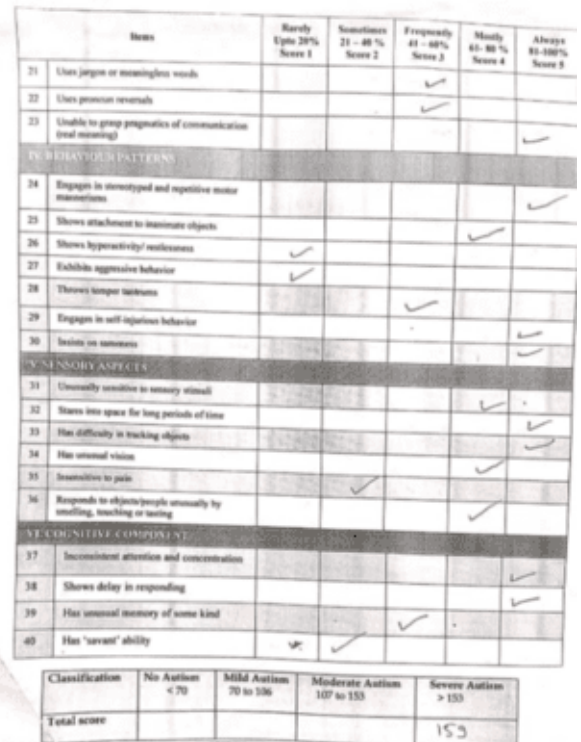 Items Rarely Sometimes Frequently Mostly Always
Upto 20% 21 – 40 % 41 – 60% 61- 80 % 81-100%
Score 1 Score 2 Score 3 Score 4 Score 5
21 Uses jargon or meaningless words ✓
22 Uses pronoun reversals ✓
23 Unable to grasp pragmatics of communication
(real meaning) ✓
IV. BEHAVIOUR PATTERNS
24 Engages in stereotyped and repetitive motor
mannerisms ✓
25 Shows attachment to inanimate objects ✓
26 Shows hyperactivity/ restlessness ✓
27 Exhibits aggressive behavior ✓
28 Throws temper tantrums ✓
29 Engages in self-injurious behavior ✓
30 Insists on sameness ✓
V. SENSORY ASPECTS
31 Unusually sensitive to sensory stimuli ✓
32 Stares into space for long periods of time ✓
33 Has difficulty in tracking objects ✓
34 Has unusual vision ✓
35 Insensitive to pain ✓
36 Responds to objects/people unusually by
smelling, touching or tasting ✓
VI. COGNITIVE COMPONENT
37 Inconsistent attention and concentration ✓
38 Shows delay in responding ✓
39 Has unusual memory of some kind ✓
40 Has 'savant' ability ✓
Classification No Autism Mild Autism Moderate Autism Severe Autism
< 70 70 to 106 107 to 153 > 153
Total score 159